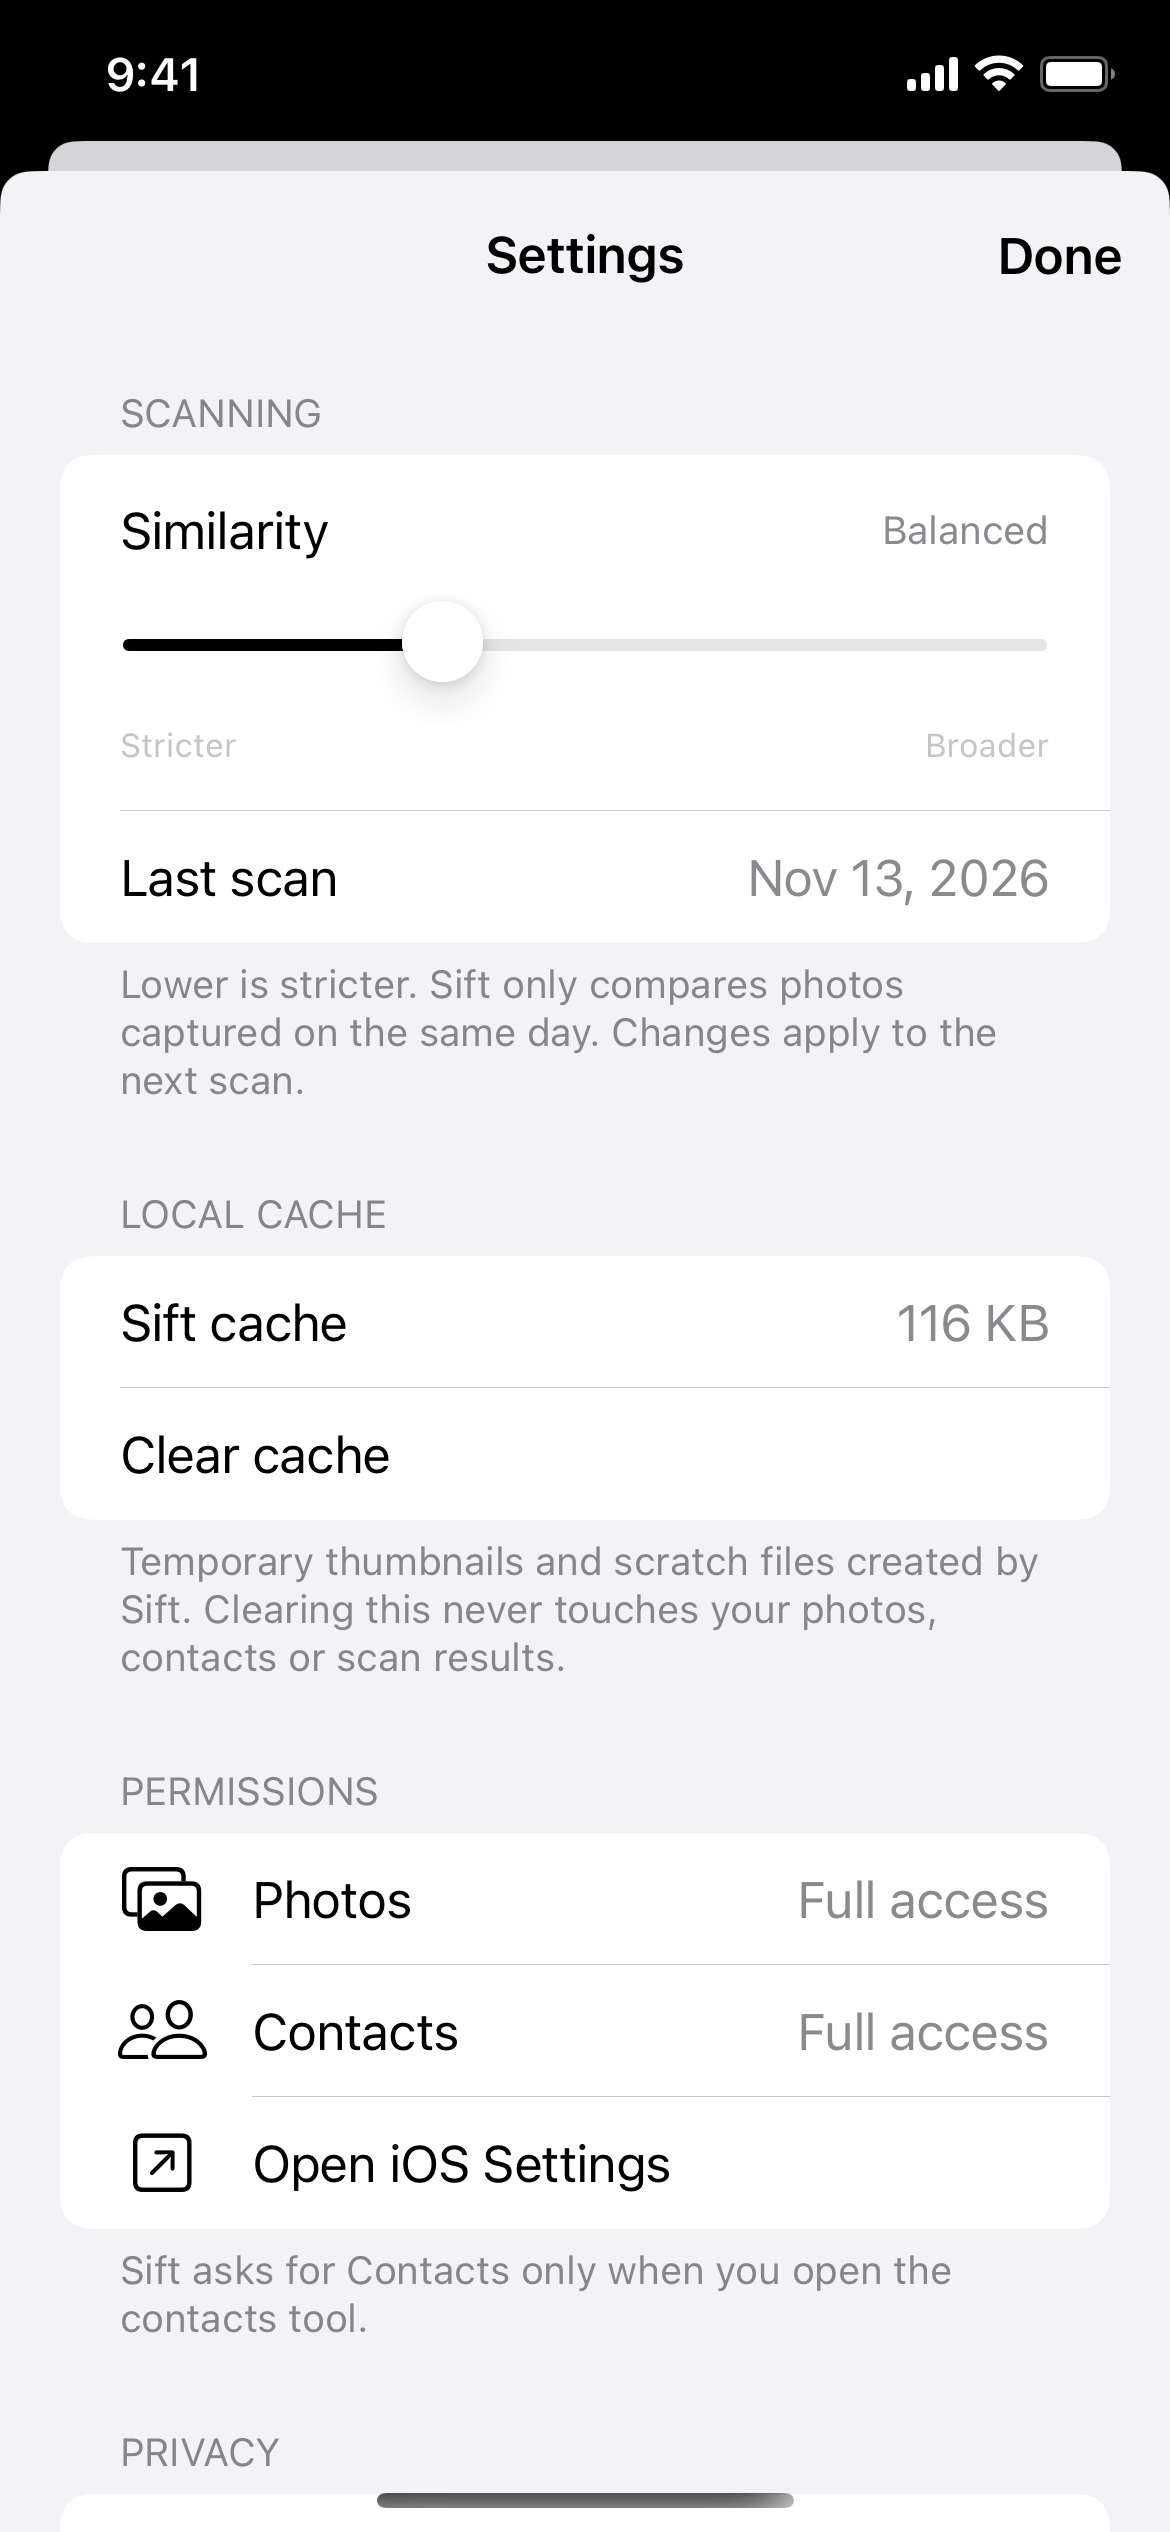 9:41
Settings
Done
SCANNING
Similarity
Balanced
Stricter
Broader
Last scan
Nov 13, 2026
Lower is stricter. Sift only compares photos
captured on the same day. Changes apply to the
next scan.
LOCAL CACHE
Sift cache
116 KB
Clear cache
Temporary thumbnails and scratch files created by
Sift. Clearing this never touches your photos,
contacts or scan results.
PERMISSIONS
Photos
Full access
Contacts
Full access
Open iOS Settings
Sift asks for Contacts only when you open the
contacts tool.
PRIVACY